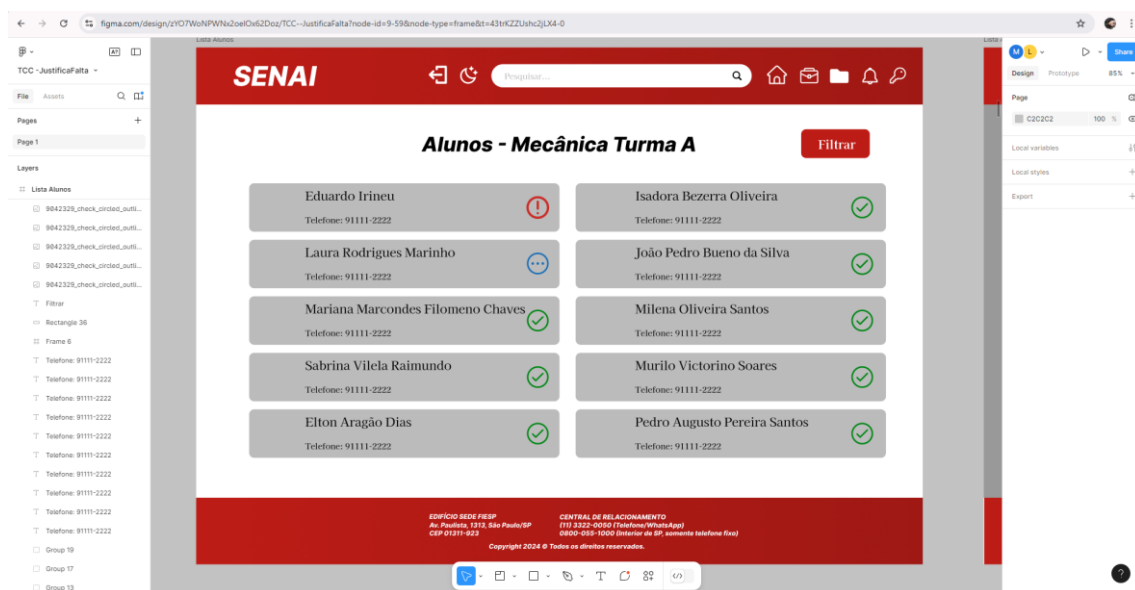 figma.com/design/zYO7WoNPWNx2oelOx62Doz/TCC--JustificaFalta?node-id=9-59&node-type=frame&t=43trKZZUshc2jLX4-0
TCC -JustificaFalta
File Assets
Pages
Page 1
Layers
Lista Alunos
9042329_check_circled_outli...
9042329_check_circled_outli...
9042329_check_circled_outli...
9042329_check_circled_outli...
9042329_check_circled_outli...
Filtrar
Rectangle 36
Frame 6
Telefone: 91111-2222
Telefone: 91111-2222
Telefone: 91111-2222
Telefone: 91111-2222
Telefone: 91111-2222
Telefone: 91111-2222
Telefone: 91111-2222
Telefone: 91111-2222
Telefone: 91111-2222
Telefone: 91111-2222
Group 19
Group 17
Group 13
Lista Alunos
SENAI
Pesquisar...
Alunos - Mecânica Turma A
Filtrar
Eduardo Irineu
Telefone: 91111-2222
Isadora Bezerra Oliveira
Telefone: 91111-2222
Laura Rodrigues Marinho
Telefone: 91111-2222
João Pedro Bueno da Silva
Telefone: 91111-2222
Mariana Marcondes Filomeno Chaves
Telefone: 91111-2222
Milena Oliveira Santos
Telefone: 91111-2222
Sabrina Vilela Raimundo
Telefone: 91111-2222
Murilo Victorino Soares
Telefone: 91111-2222
Elton Aragão Dias
Telefone: 91111-2222
Pedro Augusto Pereira Santos
Telefone: 91111-2222
EDIFÍCIO SEDE FIESP
Av. Paulista, 1313, São Paulo/SP
CEP 01311-923
CENTRAL DE RELACIONAMENTO
(11) 3322-0050 (Telefone/WhatsApp)
0800-055-1000 (Interior de SP, somente telefone fixo)
Copyright 2024 © Todos os direitos reservados.
Lista
M L
Share
Design Prototype 85%
Page
C2C2C2 100 %
Local variables
Local styles
Export
?